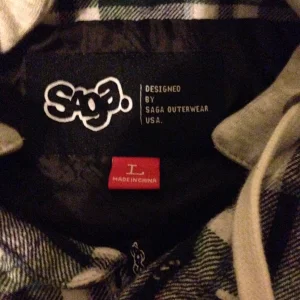 saga.
DESIGNED
BY
SAGA OUTERWEAR
USA.
L
MADE IN CHINA